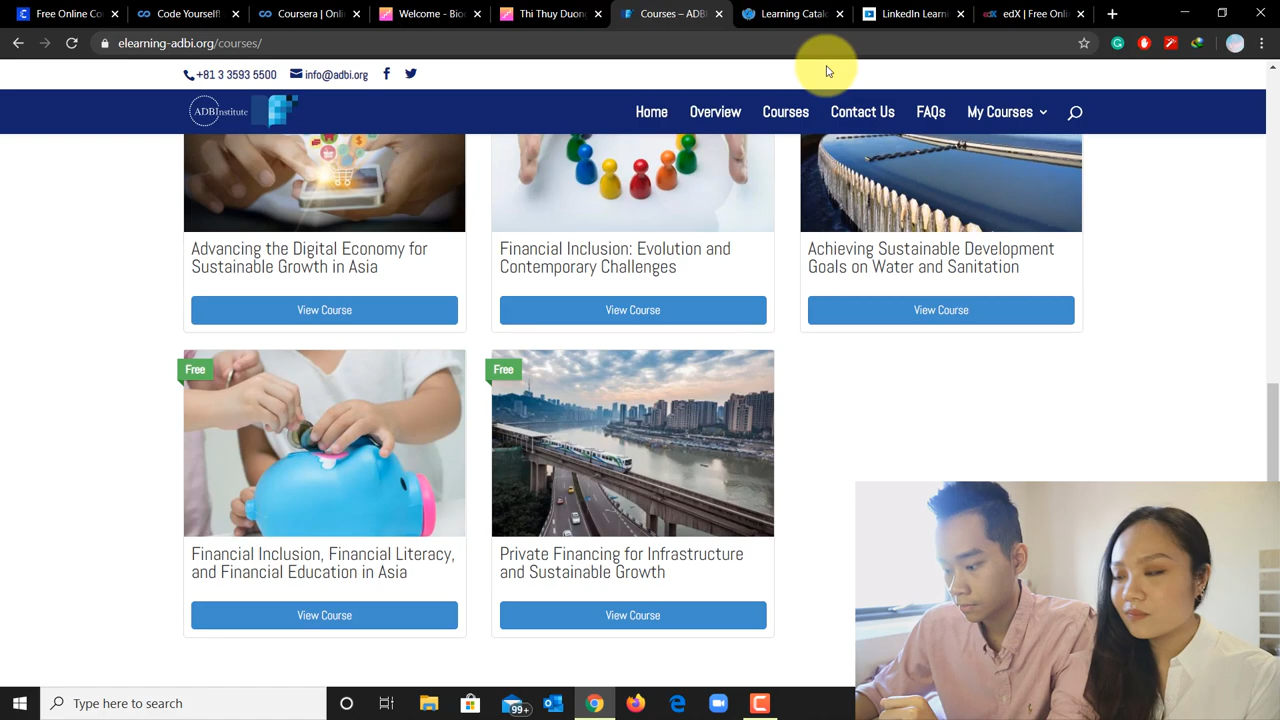 Free Online Co
Code Yourself!
Coursera | Onli
Welcome - Bio
Thi Thuy Duon
Courses – ADB
Learning Catalo
LinkedIn Learn
edX | Free Onl
elearning-adbi.org/courses/
+81 3 3593 5500
info@adbi.org
ADBInstitute
Home
Overview
Courses
Contact Us
FAQs
My Courses
Advancing the Digital Economy for
Sustainable Growth in Asia
View Course
Financial Inclusion: Evolution and
Contemporary Challenges
View Course
Achieving Sustainable Development
Goals on Water and Sanitation
View Course
Free
Financial Inclusion, Financial Literacy,
and Financial Education in Asia
View Course
Free
Private Financing for Infrastructure
and Sustainable Growth
View Course
Type here to search
99+